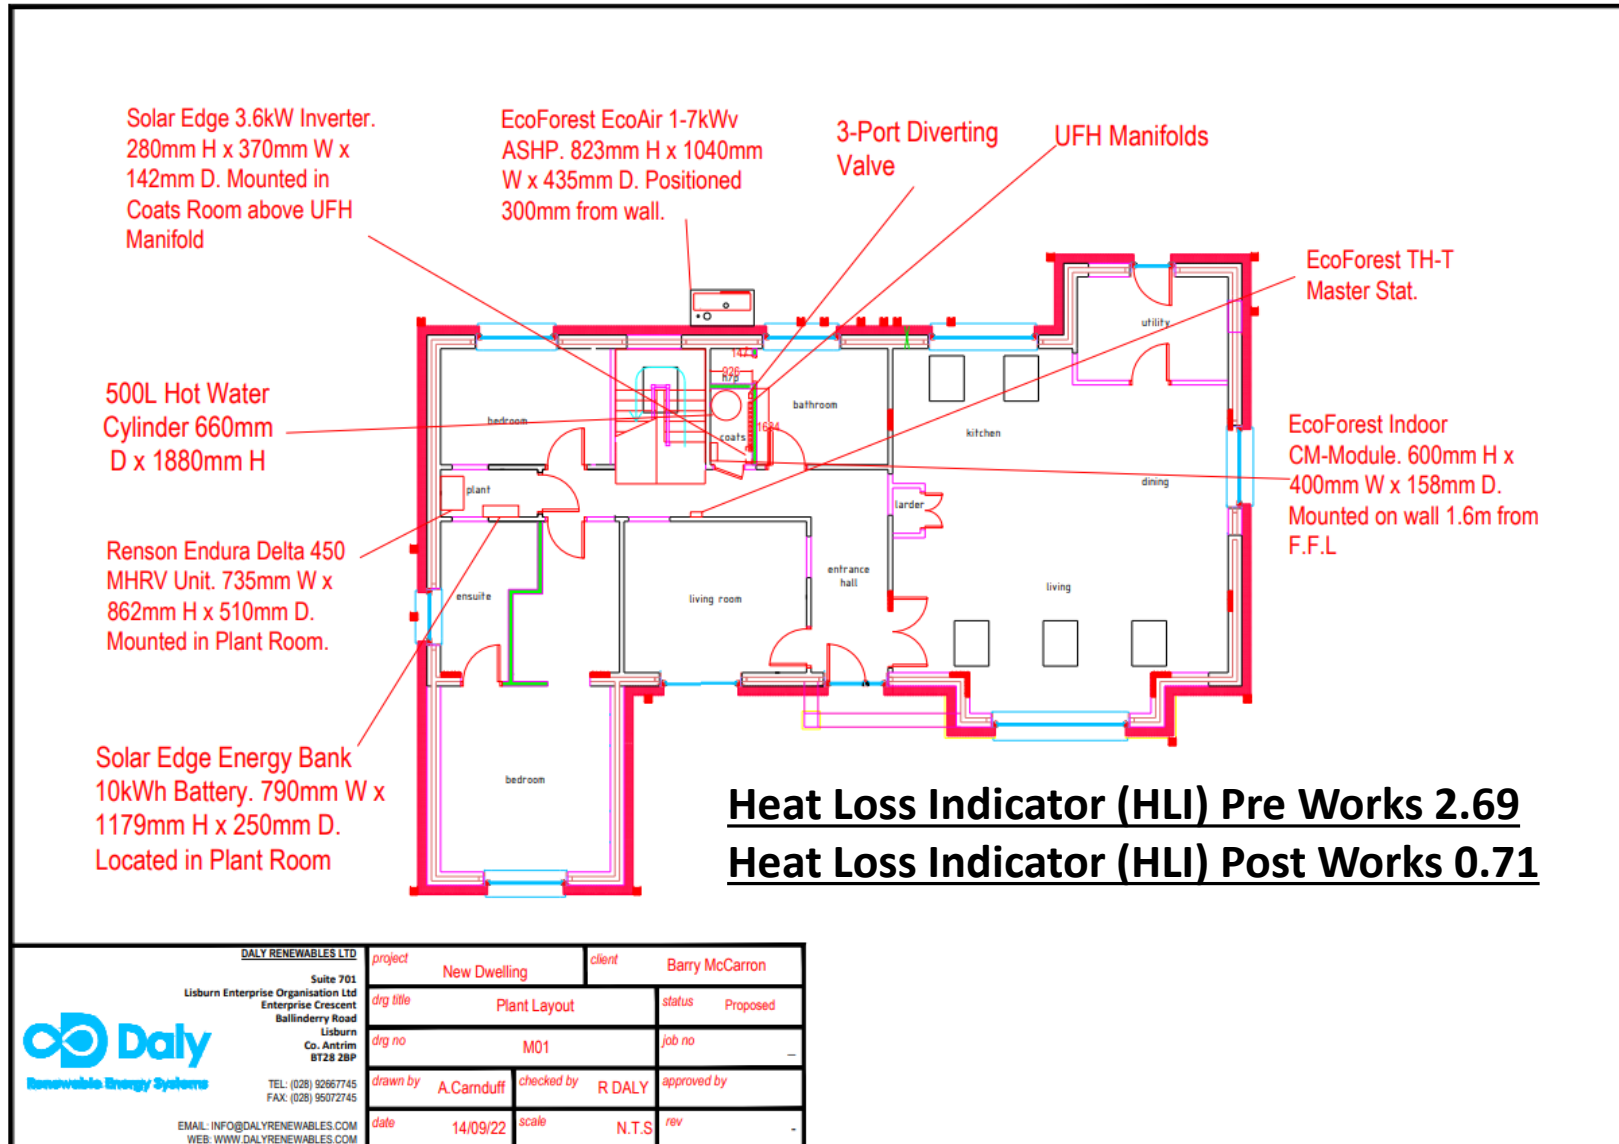 Solar Edge 3.6kW Inverter.
280mm H x 370mm W x
142mm D. Mounted in
Coats Room above UFH
Manifold
EcoForest EcoAir 1-7kWv
ASHP. 823mm H x 1040mm
W x 435mm D. Positioned
300mm from wall.
3-Port Diverting
Valve
UFH Manifolds
EcoForest TH-T
Master Stat.
500L Hot Water
Cylinder 660mm
D x 1880mm H
EcoForest Indoor
CM-Module. 600mm H x
400mm W x 158mm D.
Mounted on wall 1.6m from
F.F.L
Renson Endura Delta 450
MHRV Unit. 735mm W x
862mm H x 510mm D.
Mounted in Plant Room.
Solar Edge Energy Bank
10kWh Battery. 790mm W x
1179mm H x 250mm D.
Located in Plant Room
utility
147
926
h/p
bedroom
coats
1634
bathroom
kitchen
dining
plant
larder
ensuite
living room
entrance
hall
living
bedroom
Heat Loss Indicator (HLI) Pre Works 2.69
Heat Loss Indicator (HLI) Post Works 0.71
DALY RENEWABLES LTD
Suite 701
Lisburn Enterprise Organisation Ltd
Enterprise Crescent
Ballinderry Road
Lisburn
Co. Antrim
BT28 2BP
TEL: (028) 92667745
FAX: (028) 95072745
EMAIL: INFO@DALYRENEWABLES.COM
WEB: WWW.DALYRENEWABLES.COM
Daly
Renewable Energy Systems
project New Dwelling
client Barry McCarron
drg title Plant Layout
status Proposed
drg no M01
job no _
drawn by A.Carnduff
checked by R DALY
approved by
date 14/09/22
scale N.T.S
rev -